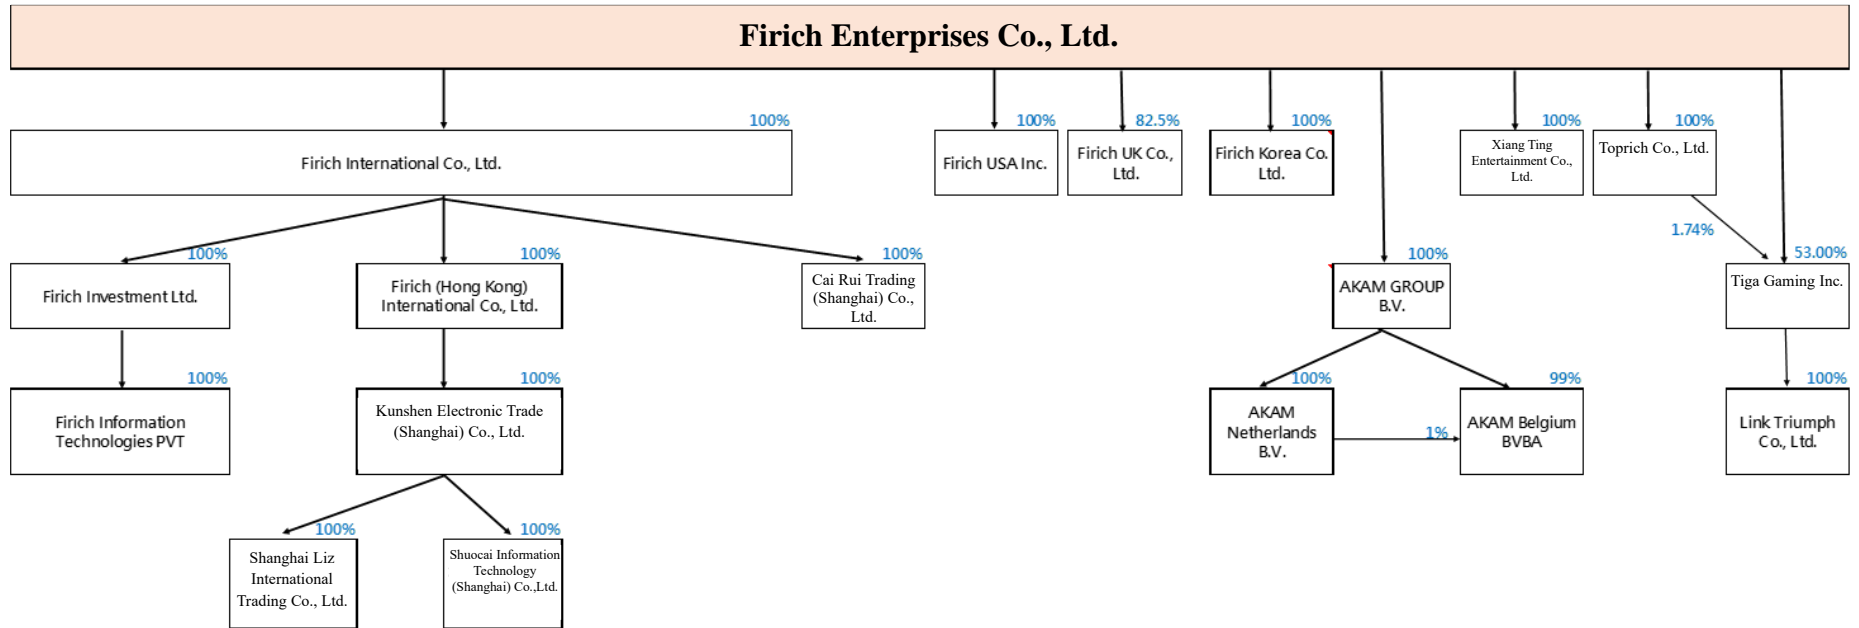 Firich Enterprises Co., Ltd.
100%
Firich International Co., Ltd.
100%
Firich USA Inc.
82.5%
Firich UK Co.,
Ltd.
100%
Firich Korea Co.
Ltd.
100%
Xiang Ting
Entertainment Co.,
Ltd.
100%
Toprich Co., Ltd.
1.74%
100%
Firich Investment Ltd.
100%
Firich (Hong Kong)
International Co., Ltd.
100%
Cai Rui Trading
(Shanghai) Co.,
Ltd.
100%
AKAM GROUP
B.V.
53.00%
Tiga Gaming Inc.
100%
Firich Information
Technologies PVT
100%
Kunshen Electronic Trade
(Shanghai) Co., Ltd.
100%
AKAM
Netherlands
B.V.
1%
99%
AKAM Belgium
BVBA
100%
Link Triumph
Co., Ltd.
100%
Shanghai Liz
International
Trading Co., Ltd.
100%
Shuocai Information
Technology
(Shanghai) Co.,Ltd.